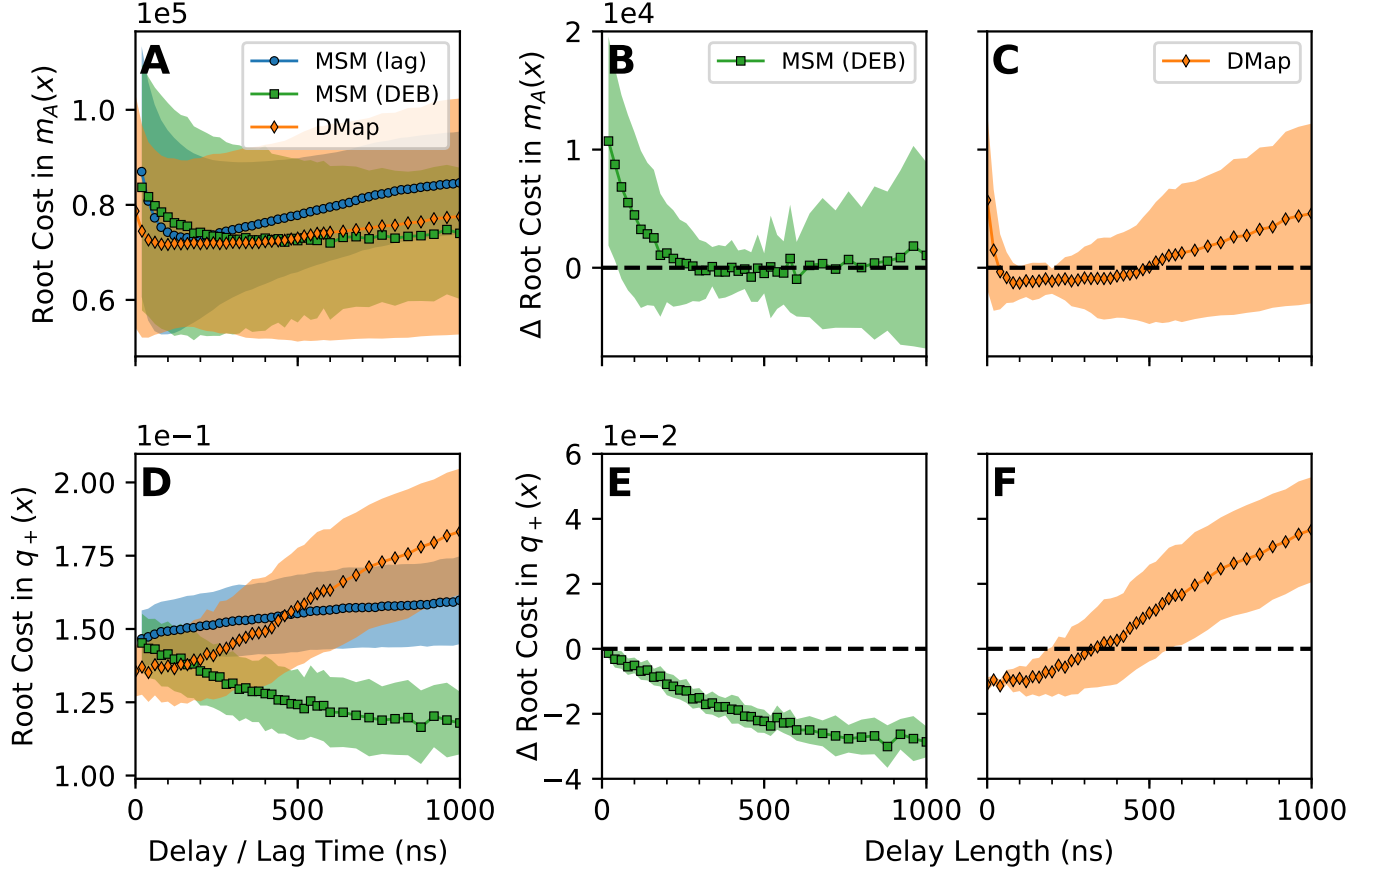 1e5
A
MSM (lag)
MSM (DEB)
DMap
1.0
0.8
0.6
Root Cost in m_A(x)
1e4
B
MSM (DEB)
2
1
0
Δ Root Cost in m_A(x)
C
DMap
1e−1
D
2.00
1.75
1.50
1.25
1.00
Root Cost in q_+(x)
0 500 1000
Delay / Lag Time (ns)
1e−2
E
6
4
2
0
−2
−4
Δ Root Cost in q_+(x)
0 500 1000
F
0 500 1000
Delay Length (ns)